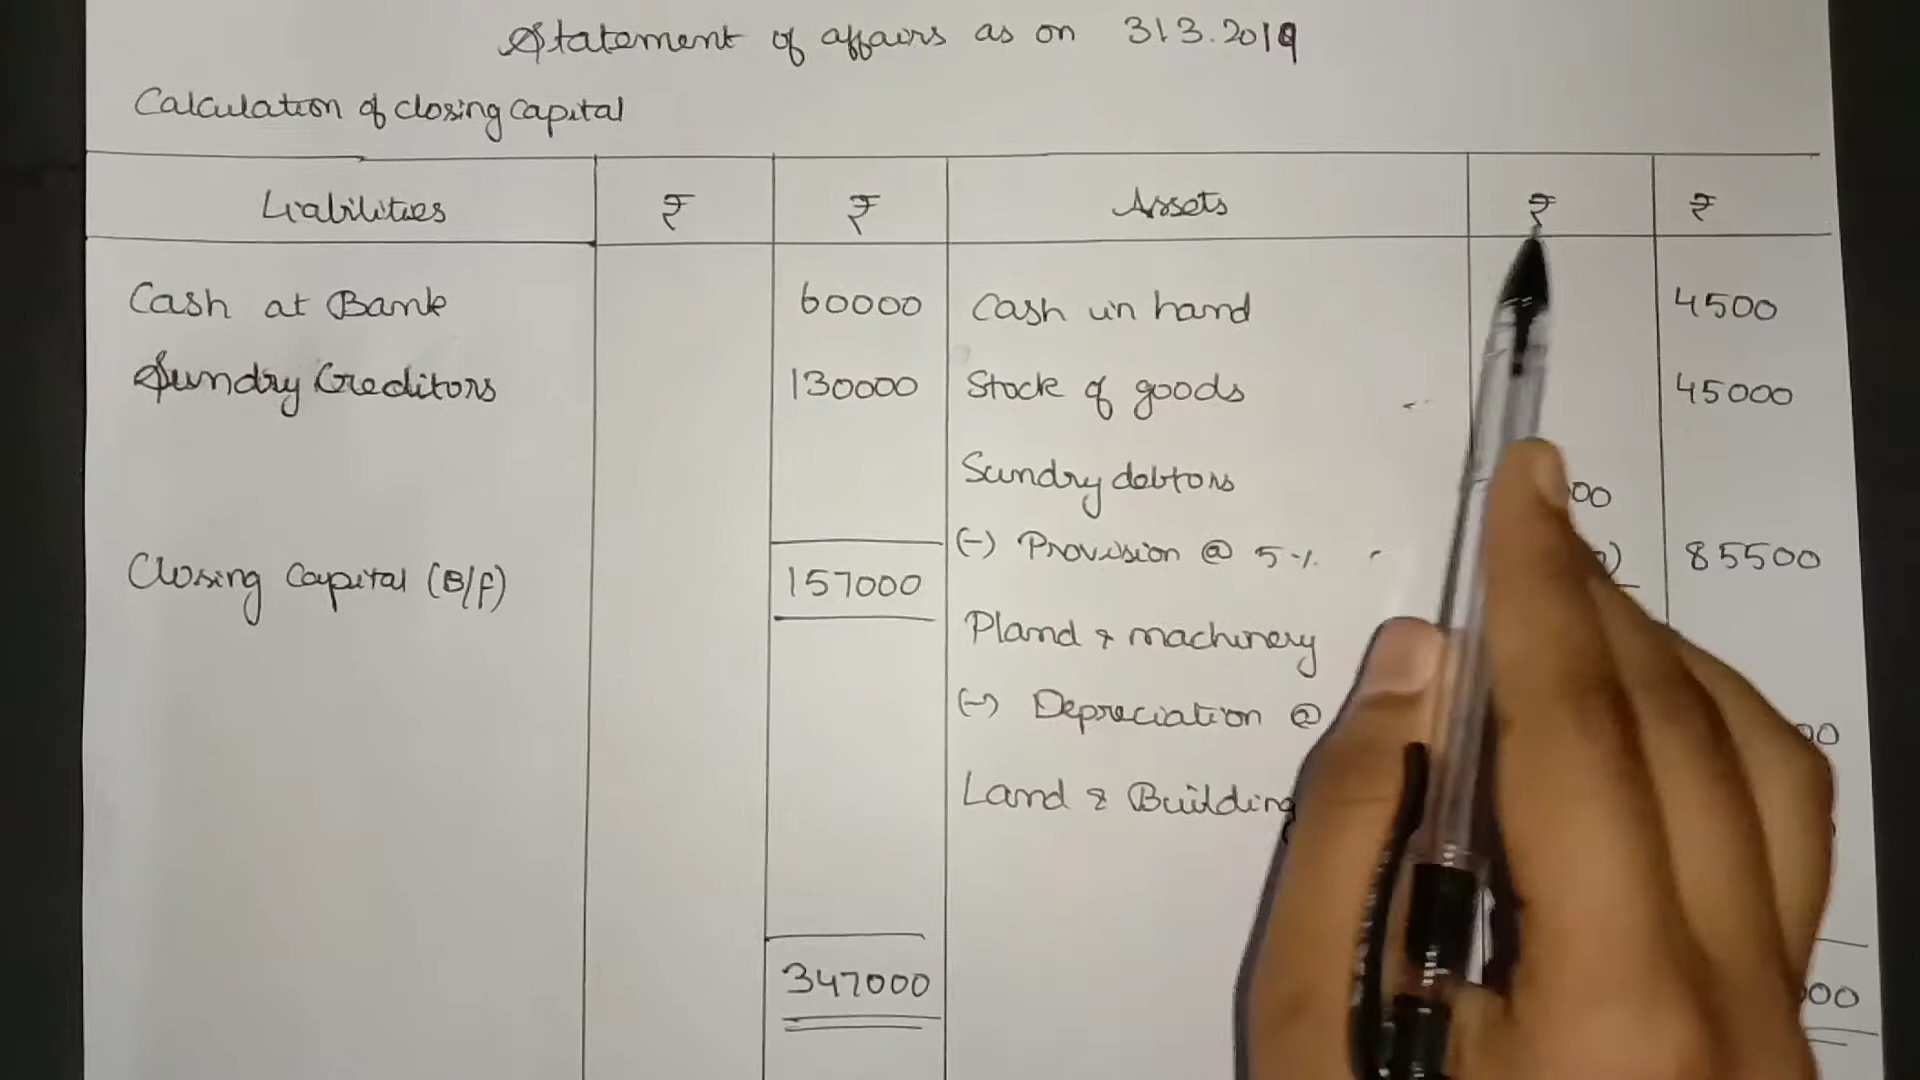 Statement of affairs as on 313.2019
Calculation of closing capital
Liabilities ₹ ₹ Assets ₹ ₹
Cash at Bank 60000 Cash in hand 4500
Sundry Creditors 130000 Stock of goods 45000
Sundry debtors
(-) Provision @ 5% 85500
Closing Capital (B/f) 157000
Pland & machinery
(-) Depreciation @
Land & Building
347000